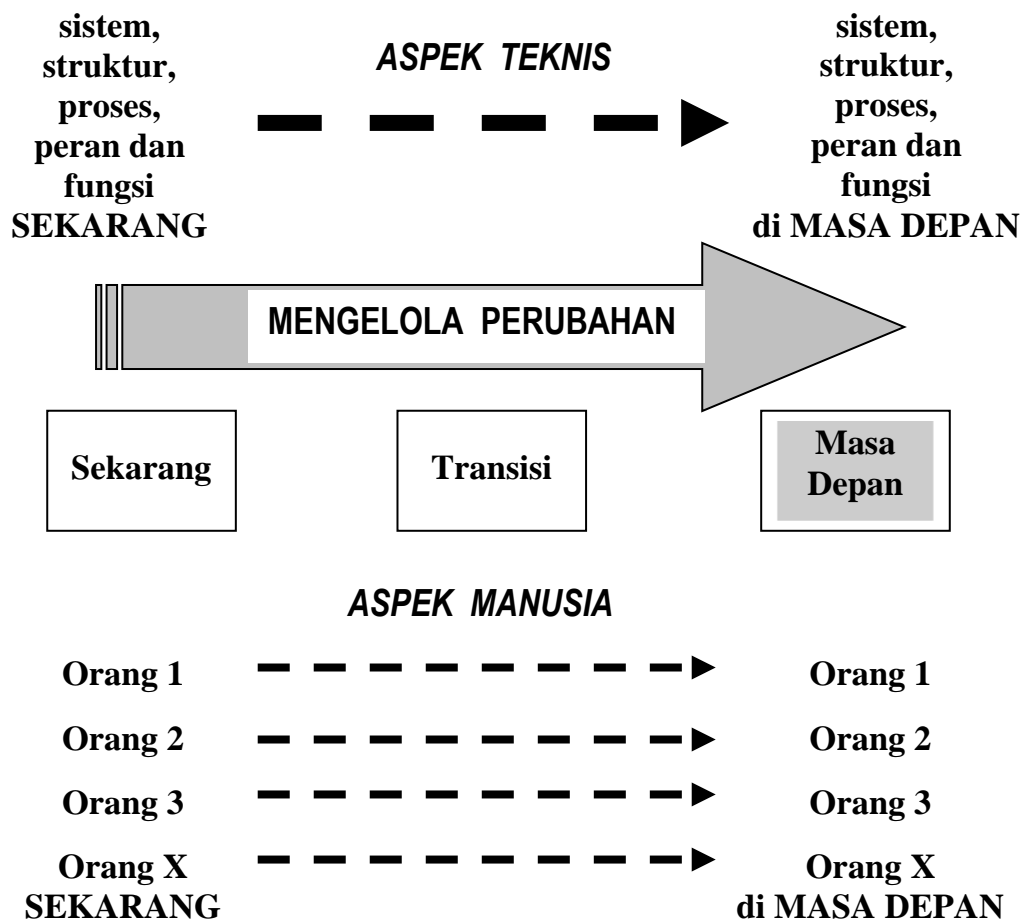 sistem,
struktur,
proses,
peran dan
fungsi
SEKARANG
ASPEK TEKNIS
sistem,
struktur,
proses,
peran dan
fungsi
di MASA DEPAN
MENGELOLA PERUBAHAN
Sekarang
Transisi
Masa
Depan
ASPEK MANUSIA
Orang 1
Orang 1
Orang 2
Orang 2
Orang 3
Orang 3
Orang X
SEKARANG
Orang X
di MASA DEPAN